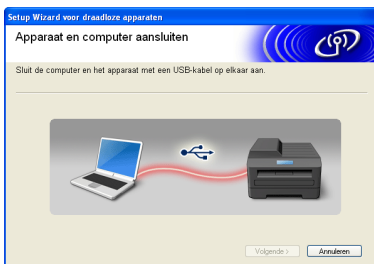 Setup Wizard voor draadloze apparaten
Apparaat en computer aansluiten
Sluit de computer en het apparaat met een USB-kabel op elkaar aan.
Volgende >
Annuleren